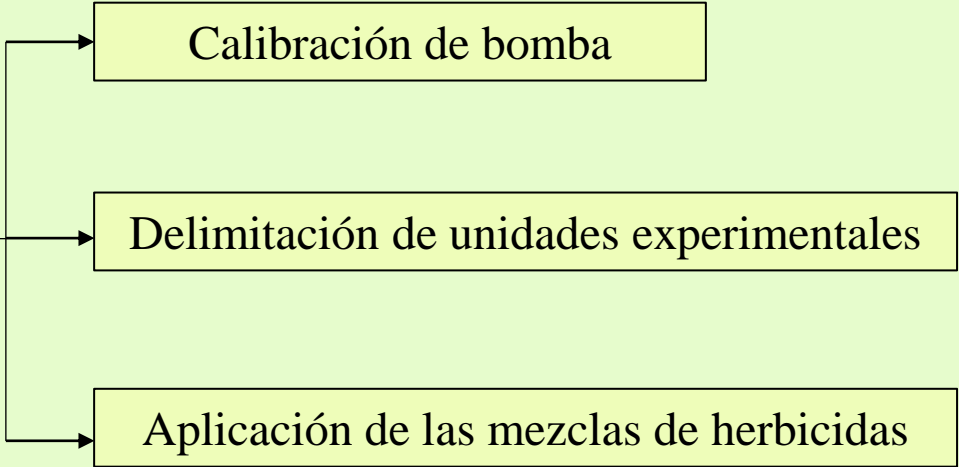 Calibración de bomba
Delimitación de unidades experimentales
Aplicación de las mezclas de herbicidas